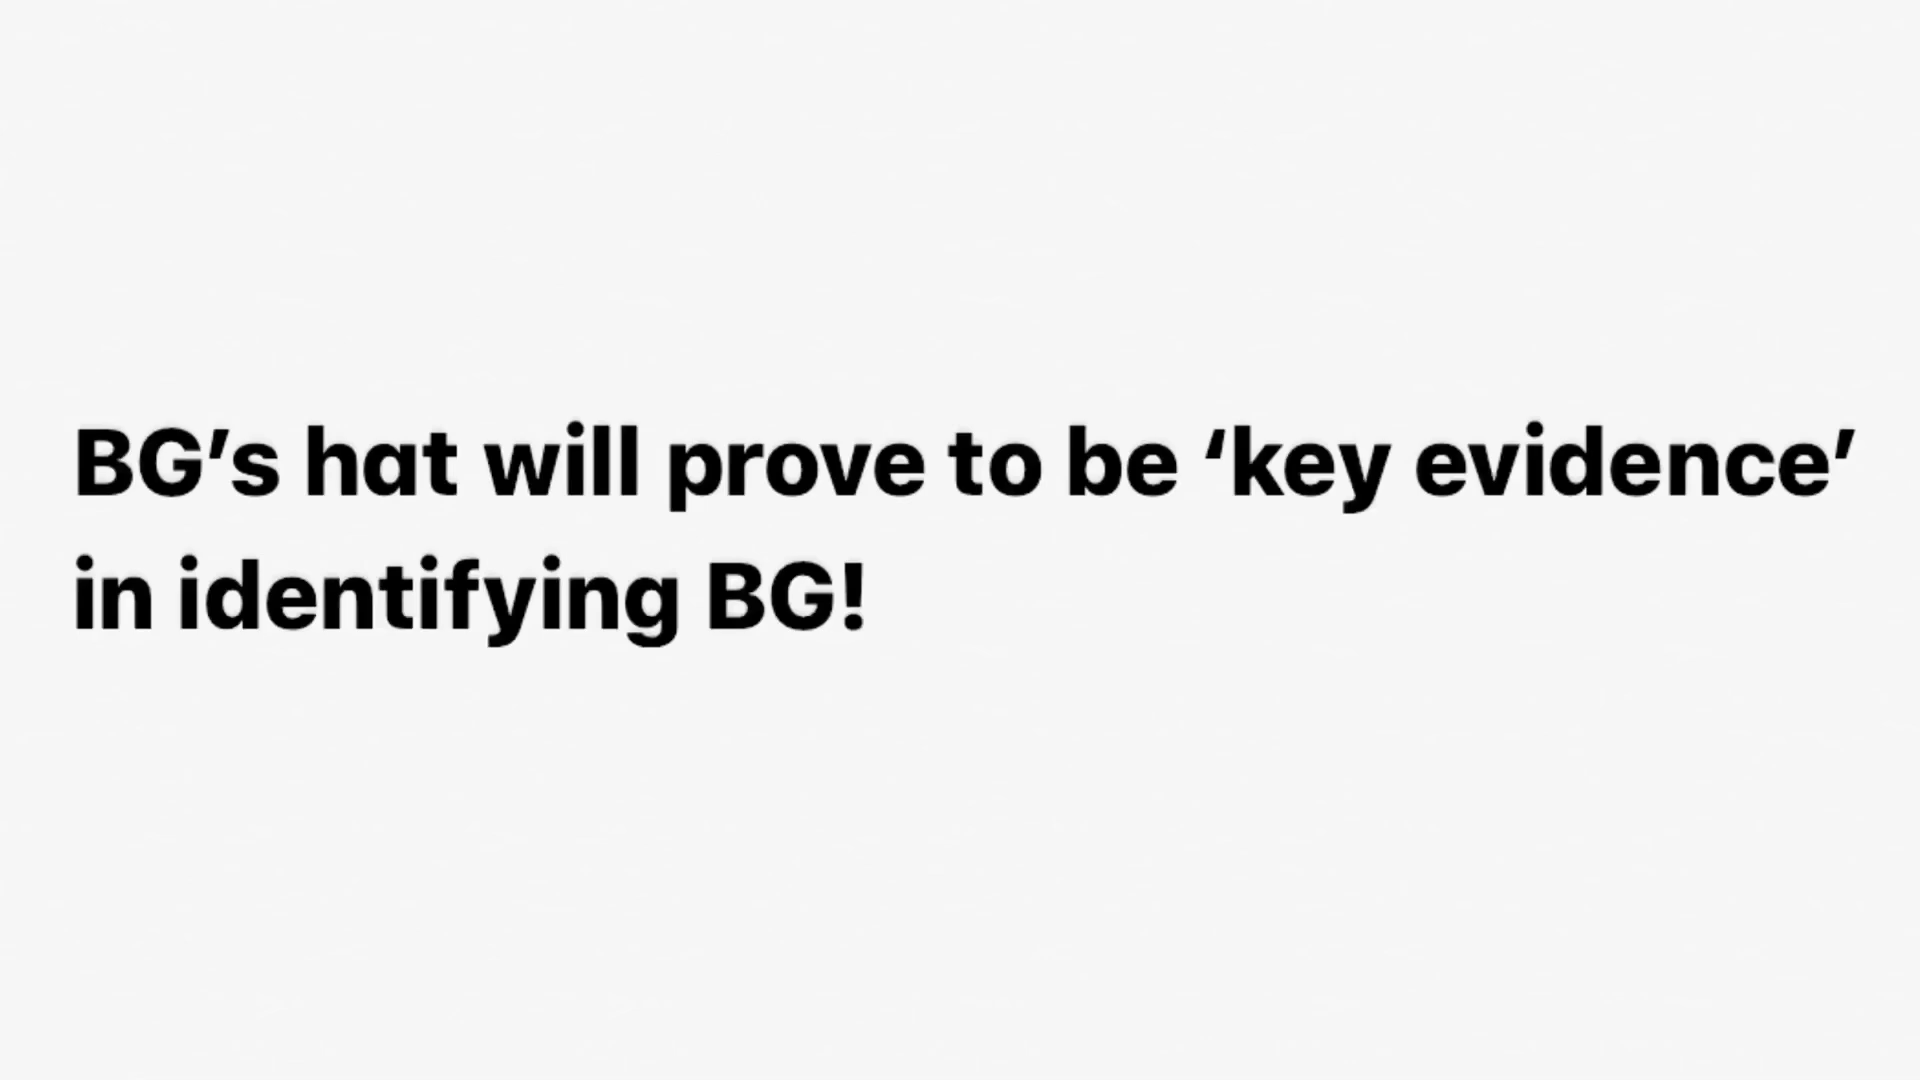 BG’s hat will prove to be ‘key evidence’
in identifying BG!